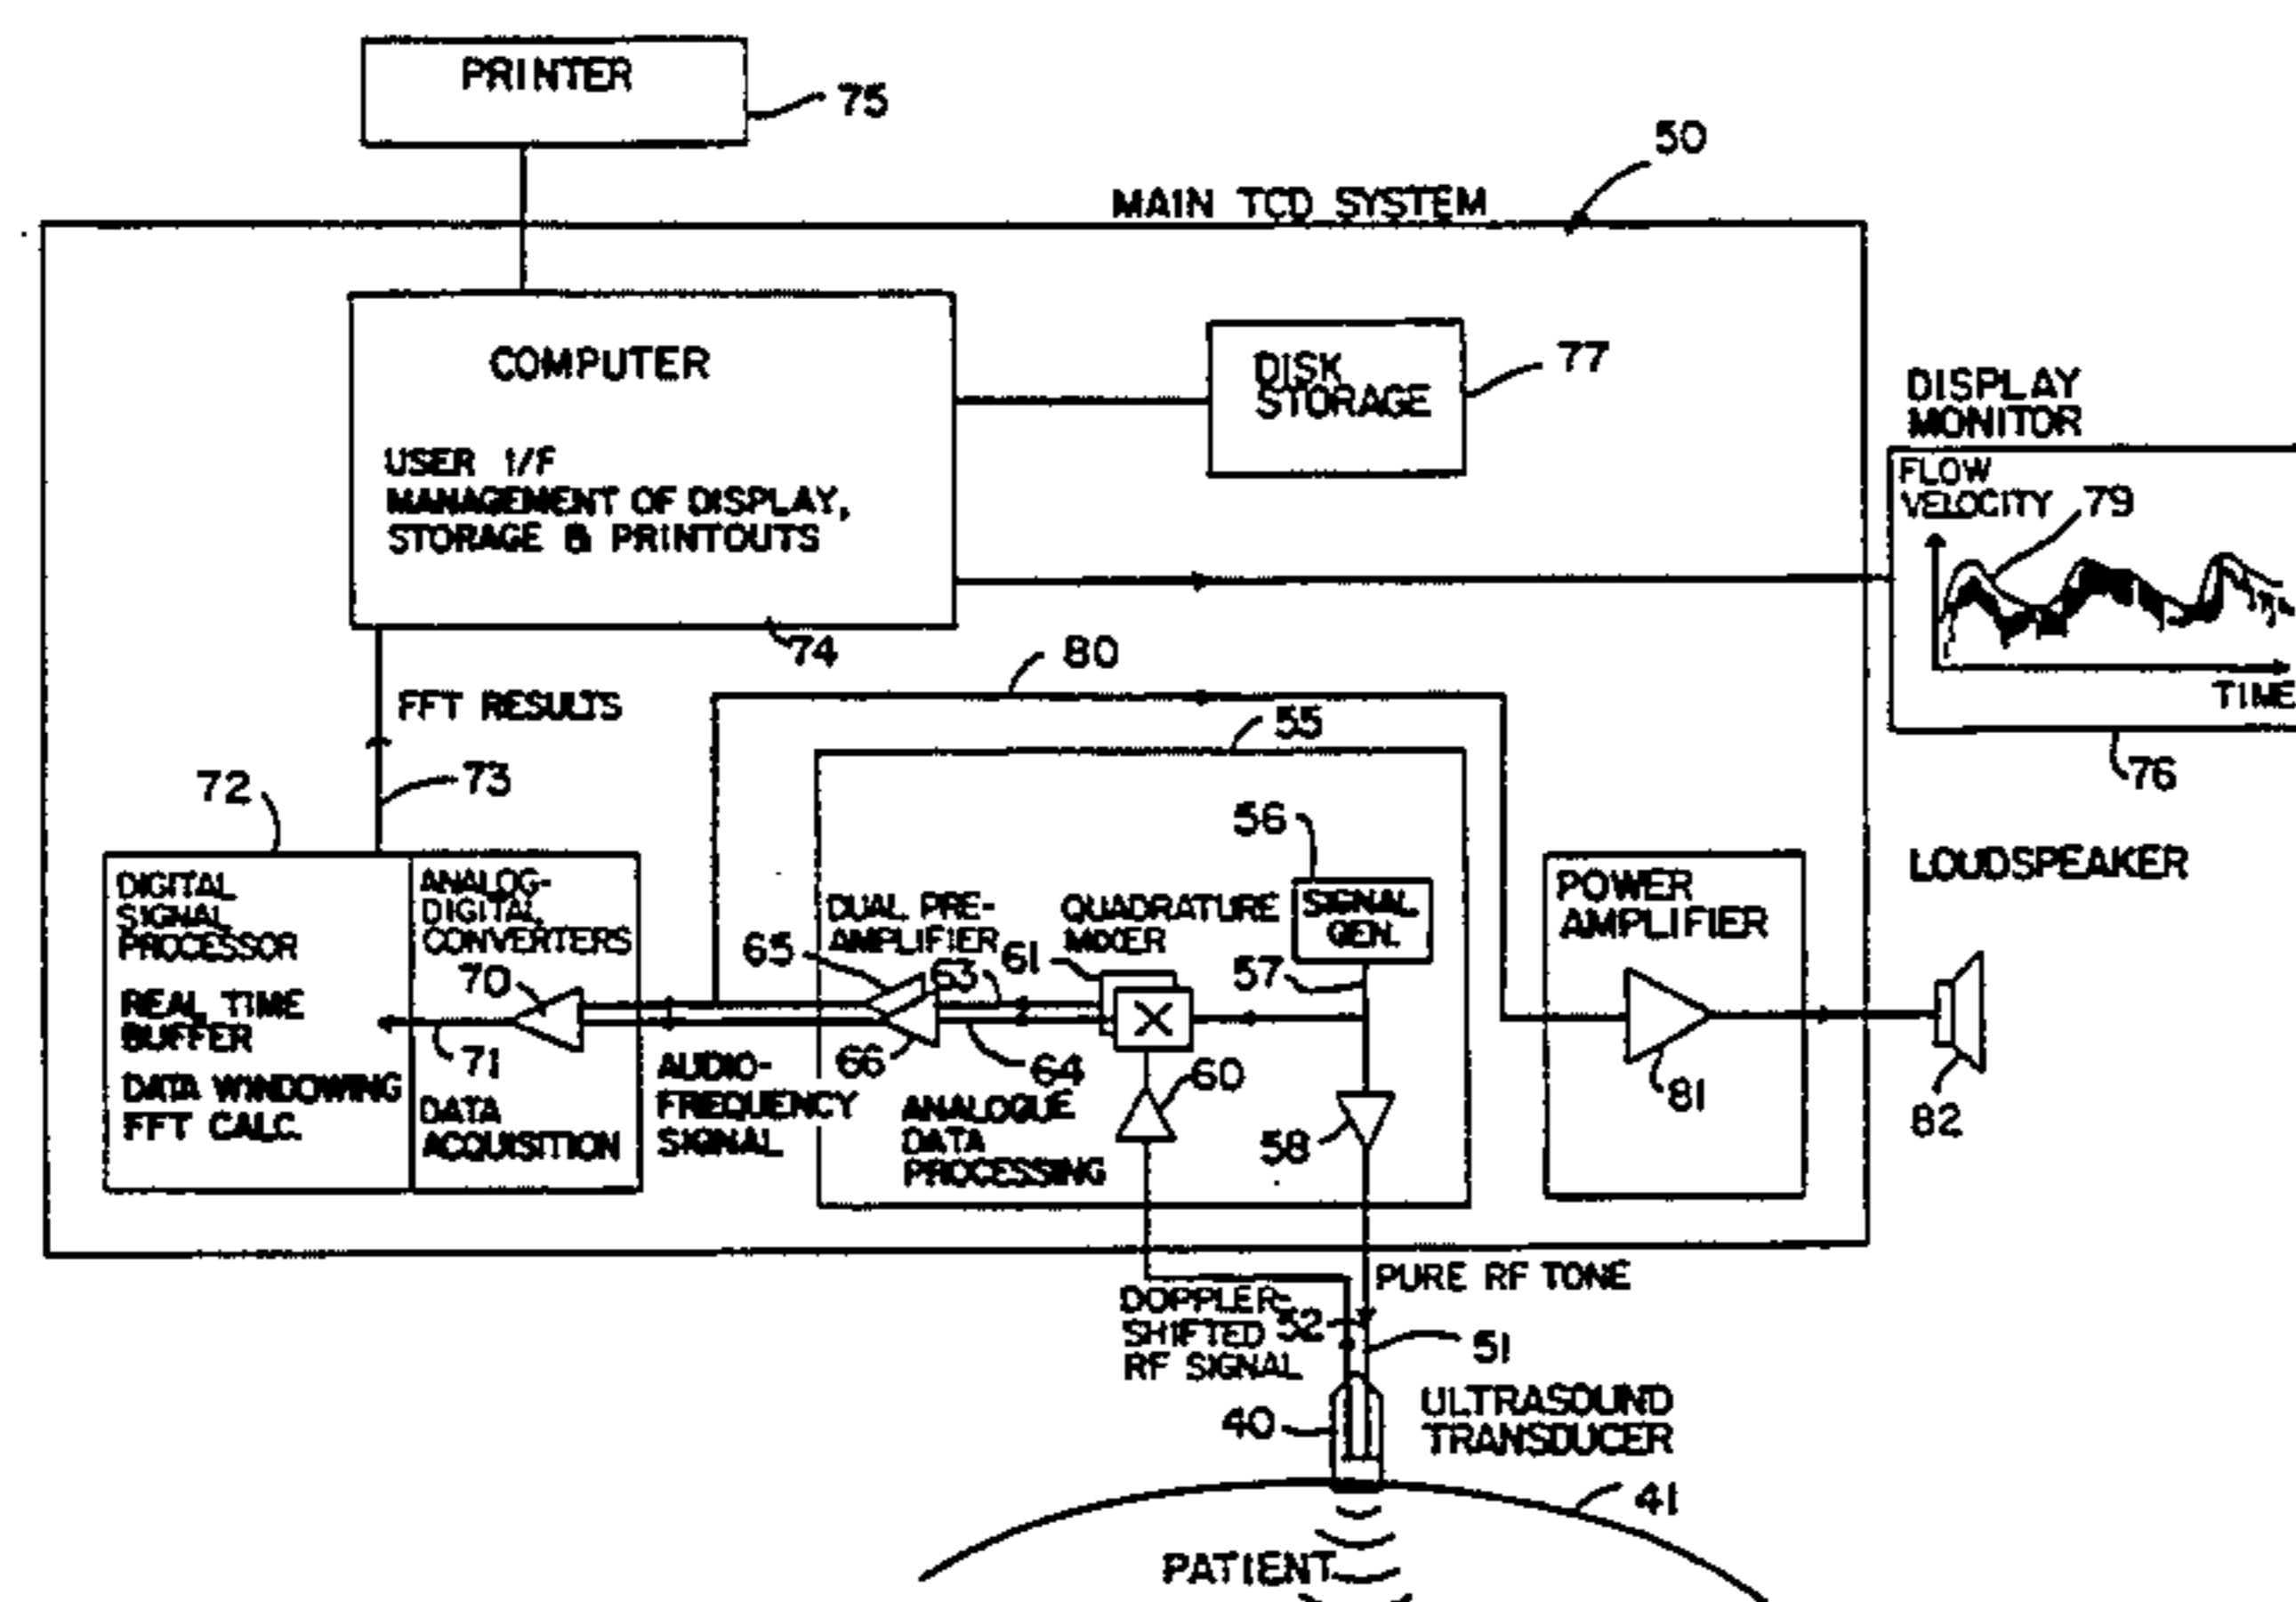 PRINTER
75
50
MAIN TCD SYSTEM
COMPUTER
USER I/F
MANAGEMENT OF DISPLAY,
STORAGE & PRINTOUTS
74
DISK
STORAGE
77
DISPLAY
MONITOR
FLOW
VELOCITY
79
TIME
76
80
FFT RESULTS
73
72
55
56
SIGNAL
GEN.
57
DIGITAL
SIGNAL
PROCESSOR
REAL TIME
BUFFER
DATA WINDOWING
FFT CALC.
ANALOG-
DIGITAL
CONVERTERS
70
71
DATA
ACQUISITION
AUDIO-
FREQUENCY
SIGNAL
DUAL PRE-
AMPLIFIER
65
63
61
QUADRATURE
MIXER
X
66
64
60
58
ANALOGUE
DATA
PROCESSING
POWER
AMPLIFIER
81
LOUDSPEAKER
82
PURE RF TONE
DOPPLER-
SHIFTED
RF SIGNAL
52
51
40
ULTRASOUND
TRANSDUCER
41
PATIENT